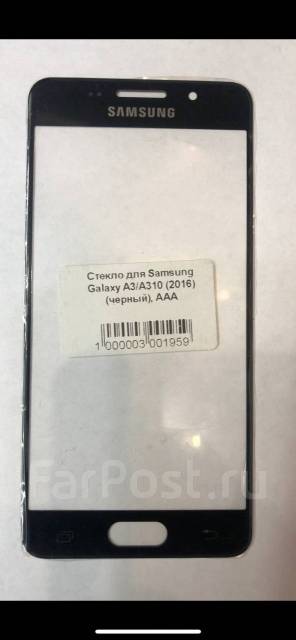 SAMSUNG
Стекло для Samsung
Galaxy A3/A310 (2016)
(черный), AAA
1 000003 001959
FarPost.ru